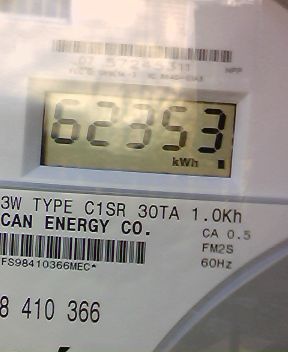 62353
kWh
3W TYPE C1SR 30TA 1.0Kh
CAN ENERGY CO.
CA 0.5
FM2S
60Hz
FS98410366MEC*
8 410 366